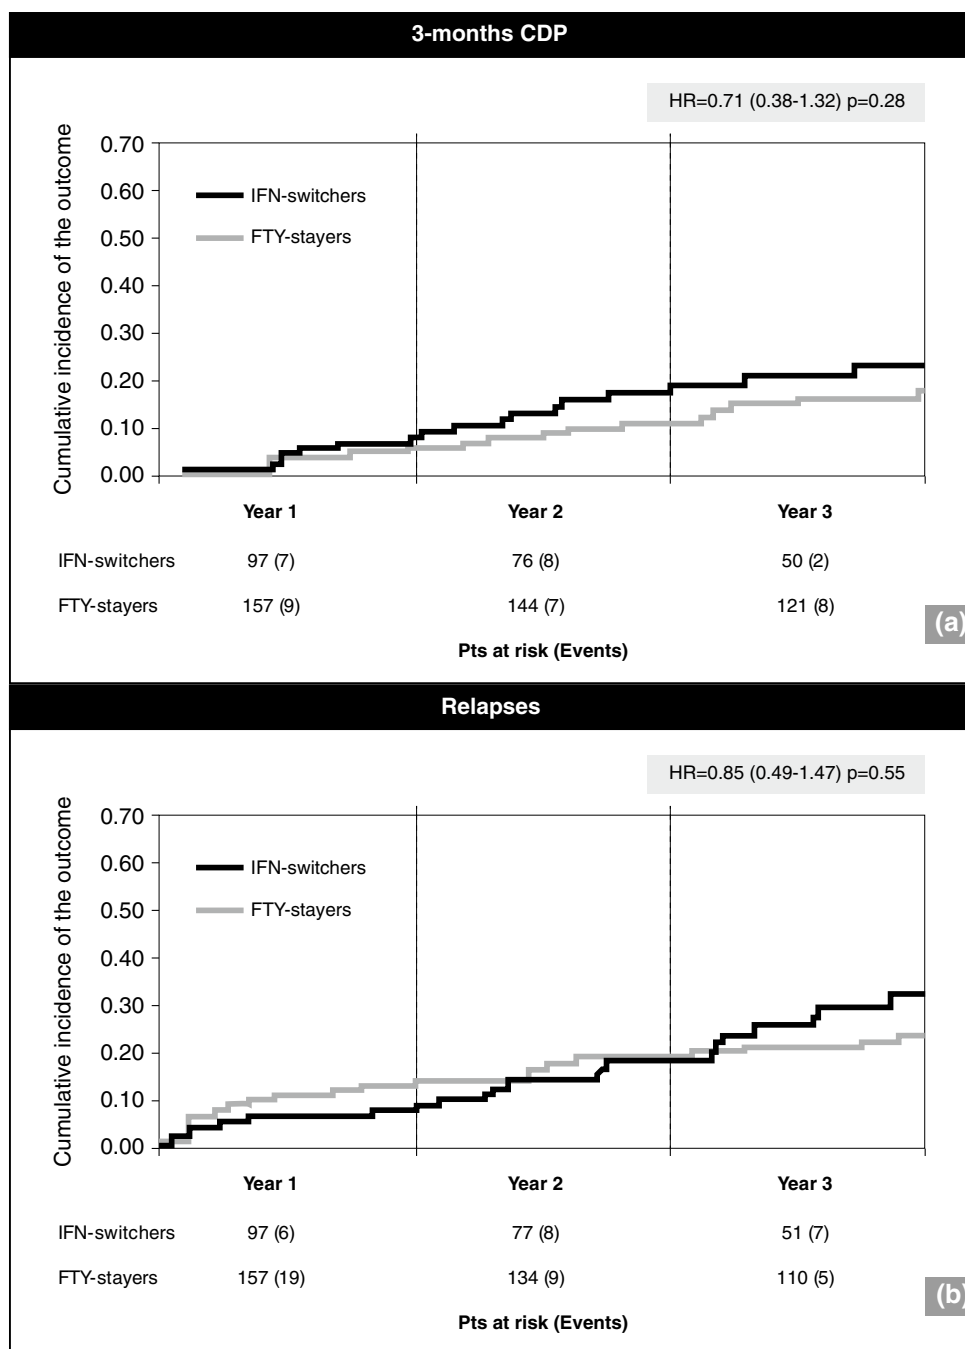 3-months CDP
HR=0.71 (0.38-1.32) p=0.28
Cumulative incidence of the outcome
0.70
0.60
0.50
0.40
0.30
0.20
0.10
0.00
IFN-switchers
FTY-stayers
Year 1 Year 2 Year 3
IFN-switchers 97 (7) 76 (8) 50 (2)
FTY-stayers 157 (9) 144 (7) 121 (8)
Pts at risk (Events)
(a)
Relapses
HR=0.85 (0.49-1.47) p=0.55
Cumulative incidence of the outcome
0.70
0.60
0.50
0.40
0.30
0.20
0.10
0.00
IFN-switchers
FTY-stayers
Year 1 Year 2 Year 3
IFN-switchers 97 (6) 77 (8) 51 (7)
FTY-stayers 157 (19) 134 (9) 110 (5)
Pts at risk (Events)
(b)